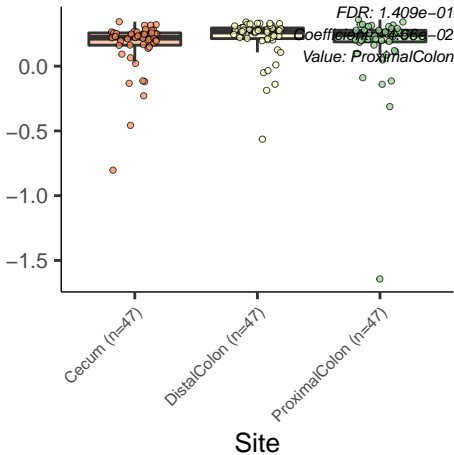 FDR: 1.409e−01
Coefficient:
Value: ProximalColon
0.0
−0.5
−1.0
−1.5
Cecum (n=47)
DistalColon (n=47)
ProximalColon (n=47)
Site